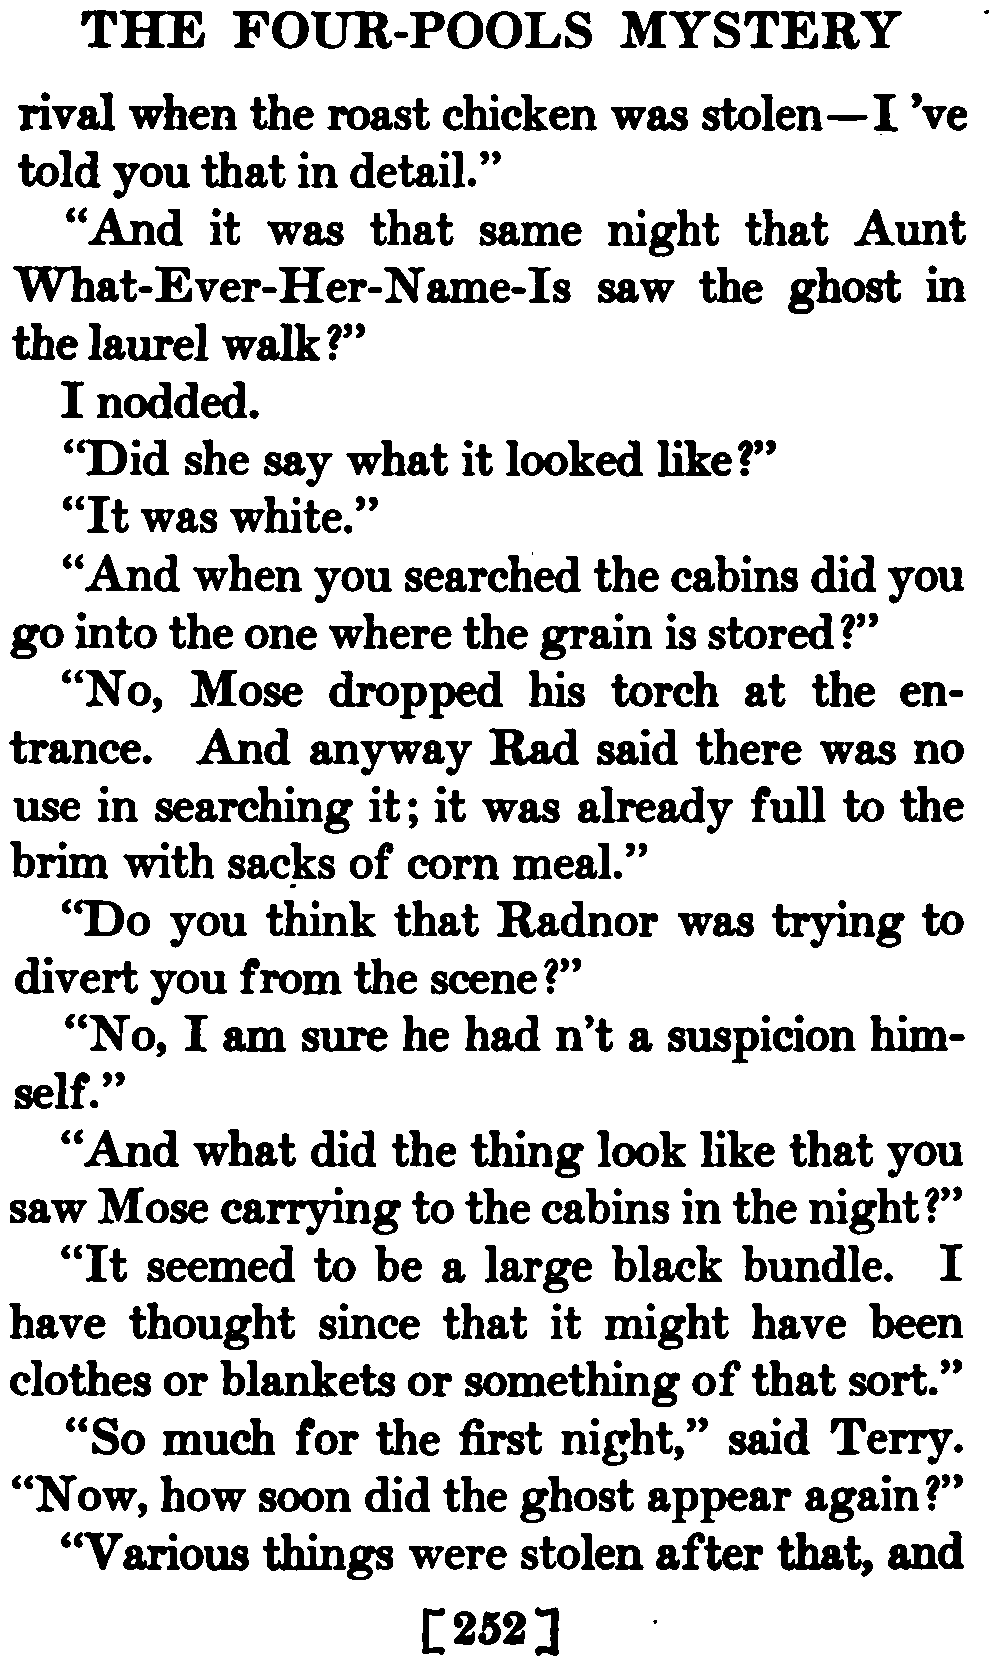 THE FOUR-POOLS MYSTERY
rival when the roast chicken was stolen—I 've
told you that in detail.”
“And it was that same night that Aunt
What-Ever-Her-Name-Is saw the ghost in
the laurel walk?”
I nodded.
“Did she say what it looked like?”
“It was white.”
“And when you searched the cabins did you
go into the one where the grain is stored?”
“No, Mose dropped his torch at the en-
trance. And anyway Rad said there was no
use in searching it; it was already full to the
brim with sacks of corn meal.”
“Do you think that Radnor was trying to
divert you from the scene?”
“No, I am sure he had n't a suspicion him-
self.”
“And what did the thing look like that you
saw Mose carrying to the cabins in the night?”
“It seemed to be a large black bundle. I
have thought since that it might have been
clothes or blankets or something of that sort.”
“So much for the first night,” said Terry.
“Now, how soon did the ghost appear again?”
“Various things were stolen after that, and
[252]